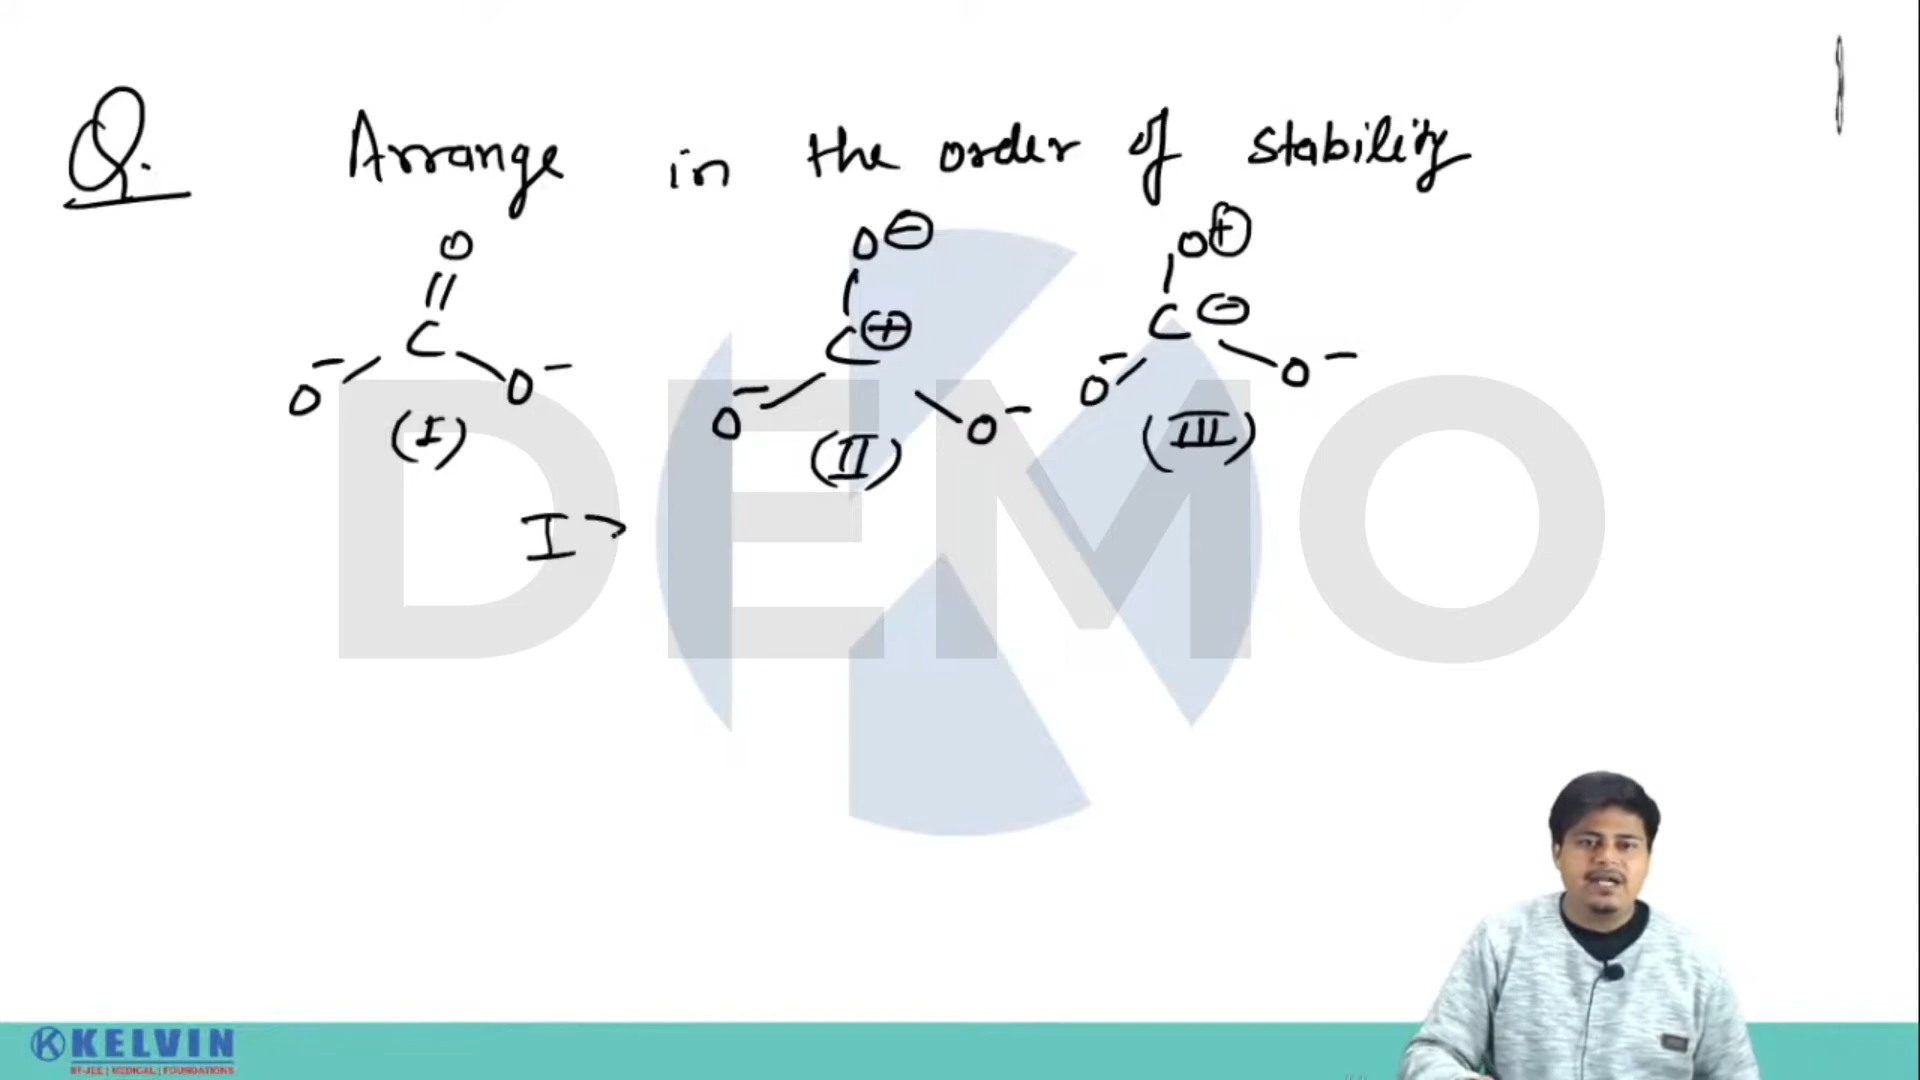 Q. Arrange in the order of stability
O O⊖ O⊕
C C⊕ C⊖
O⁻ O⁻ O⁻ O⁻ O⁻ O⁻
(I) (II) (III)
I >
DEMO
KELVIN
IIT-JEE | MEDICAL | FOUNDATIONS